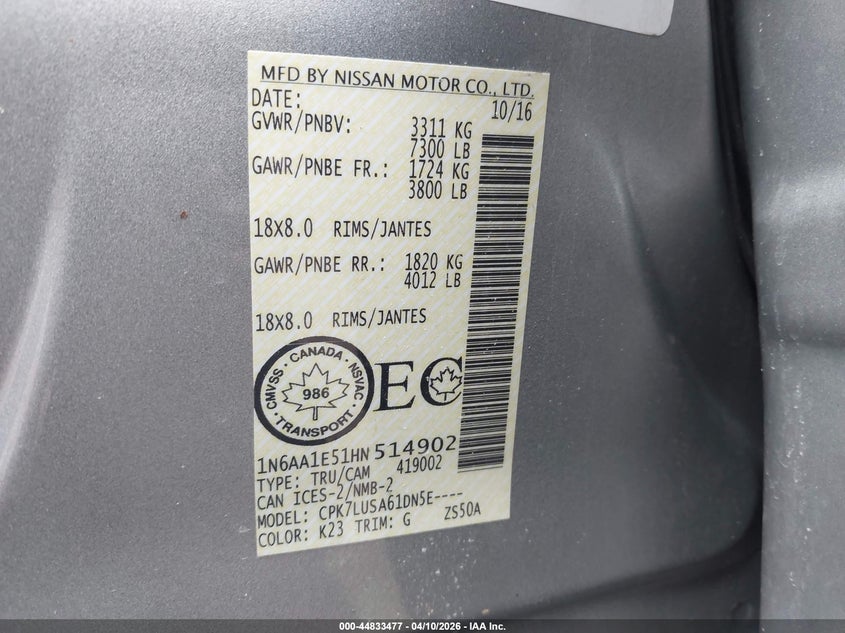 MFD BY NISSAN MOTOR CO., LTD.
DATE: 10/16
GVWR/PNBV: 3311 KG
7300 LB
GAWR/PNBE FR.: 1724 KG
3800 LB
18X8.0 RIMS/JANTES
GAWR/PNBE RR.: 1820 KG
4012 LB
18X8.0 RIMS/JANTES
CANADA · NSVAC · TRANSPORT · CMVSS ·
986
EC
1N6AA1E51HN514902
TYPE: TRU/CAM 419002
CAN ICES-2/NMB-2
MODEL: CPK7LUSA61DN5E----
COLOR: K23 TRIM: G ZS50A
000-44833477 - 04/10/2026 - IAA Inc.